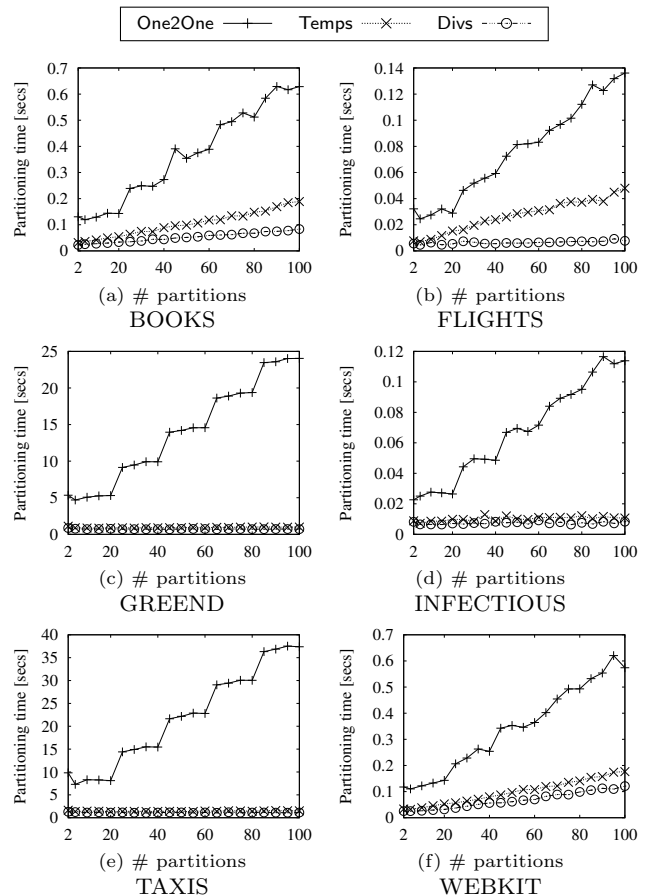 One2One Temps Divs
Partitioning time [secs]
0.7
0.6
0.5
0.4
0.3
0.2
0.1
0
2 20 40 60 80 100
(a) # partitions
BOOKS
Partitioning time [secs]
0.14
0.12
0.1
0.08
0.06
0.04
0.02
0
2 20 40 60 80 100
(b) # partitions
FLIGHTS
Partitioning time [secs]
25
20
15
10
5
0
2 20 40 60 80 100
(c) # partitions
GREEND
Partitioning time [secs]
0.12
0.1
0.08
0.06
0.04
0.02
0
2 20 40 60 80 100
(d) # partitions
INFECTIOUS
Partitioning time [secs]
40
35
30
25
20
15
10
5
0
2 20 40 60 80 100
(e) # partitions
TAXIS
Partitioning time [secs]
0.7
0.6
0.5
0.4
0.3
0.2
0.1
0
2 20 40 60 80 100
(f) # partitions
WEBKIT